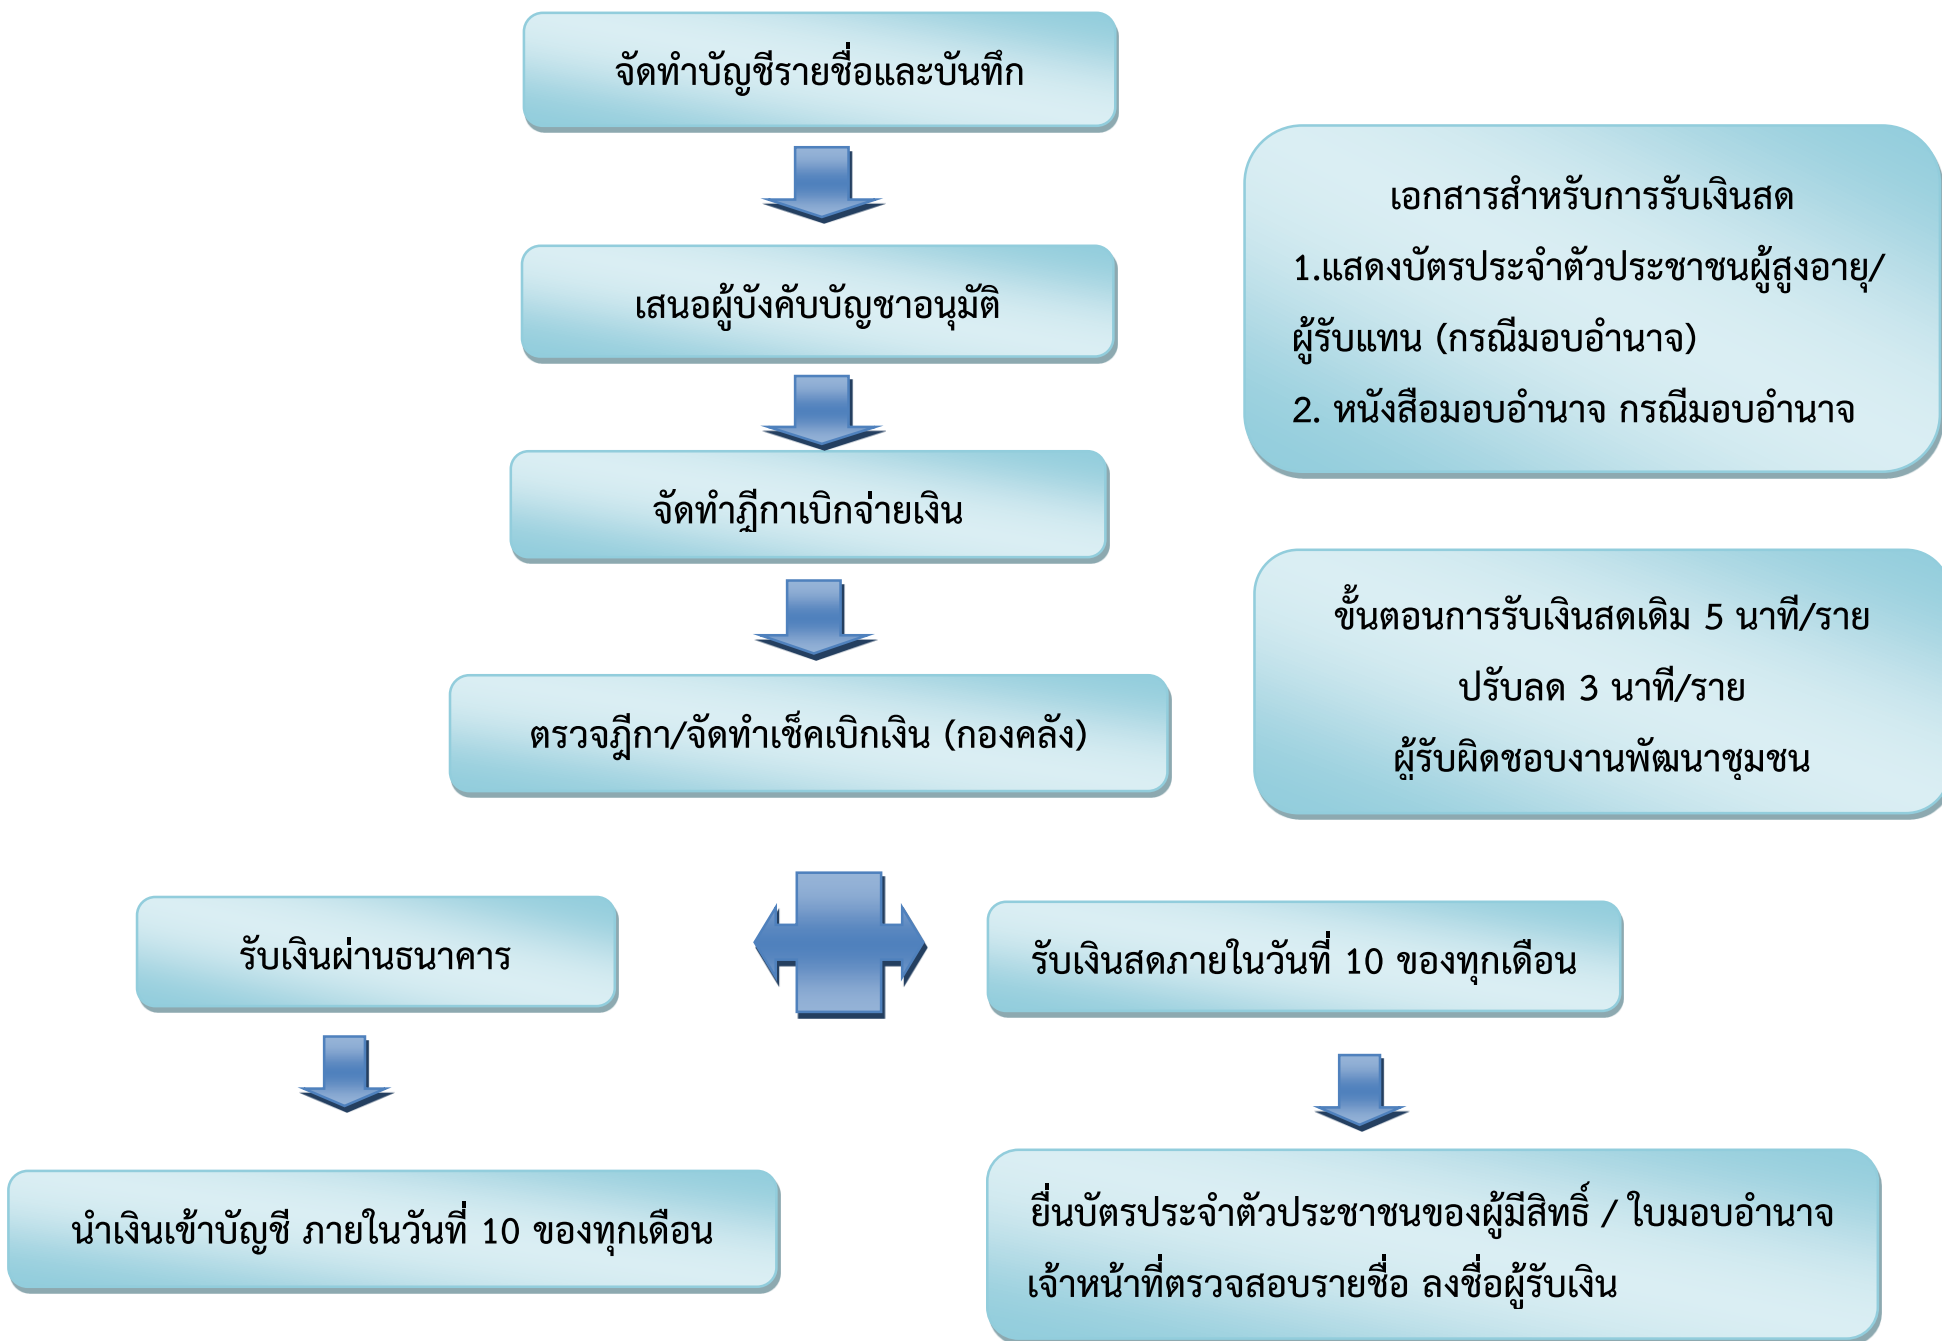 จัดทำบัญชีรายชื่อและบันทึก
เสนอผู้บังคับบัญชาอนุมัติ
จัดทำฎีกาเบิกจ่ายเงิน
ตรวจฎีกา/จัดทำเช็คเบิกเงิน (กองคลัง)
เอกสารสำหรับการรับเงินสด
1.แสดงบัตรประจำตัวประชาชนผู้สูงอายุ/
ผู้รับแทน (กรณีมอบอำนาจ)
2. หนังสือมอบอำนาจ กรณีมอบอำนาจ
ขั้นตอนการรับเงินสดเดิม 5 นาที/ราย
ปรับลด 3 นาที/ราย
ผู้รับผิดชอบงานพัฒนาชุมชน
รับเงินผ่านธนาคาร
รับเงินสดภายในวันที่ 10 ของทุกเดือน
นำเงินเข้าบัญชี ภายในวันที่ 10 ของทุกเดือน
ยื่นบัตรประจำตัวประชาชนของผู้มีสิทธิ์ / ใบมอบอำนาจ
เจ้าหน้าที่ตรวจสอบรายชื่อ ลงชื่อผู้รับเงิน